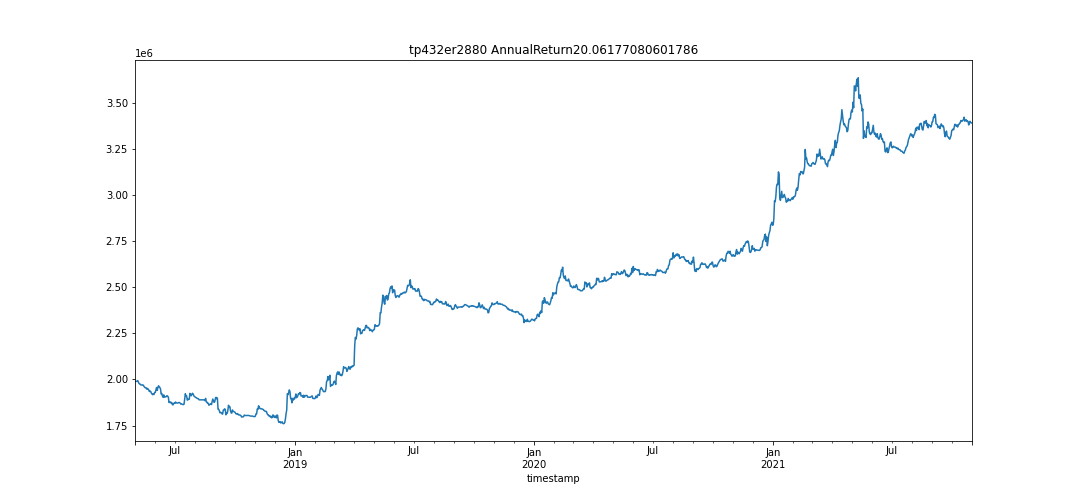 tp432er2880 AnnualReturn20.06177080601786
1e6
3.50
3.25
3.00
2.75
2.50
2.25
2.00
1.75
Jul
Jan
2019
Jul
Jan
2020
Jul
Jan
2021
Jul
timestamp